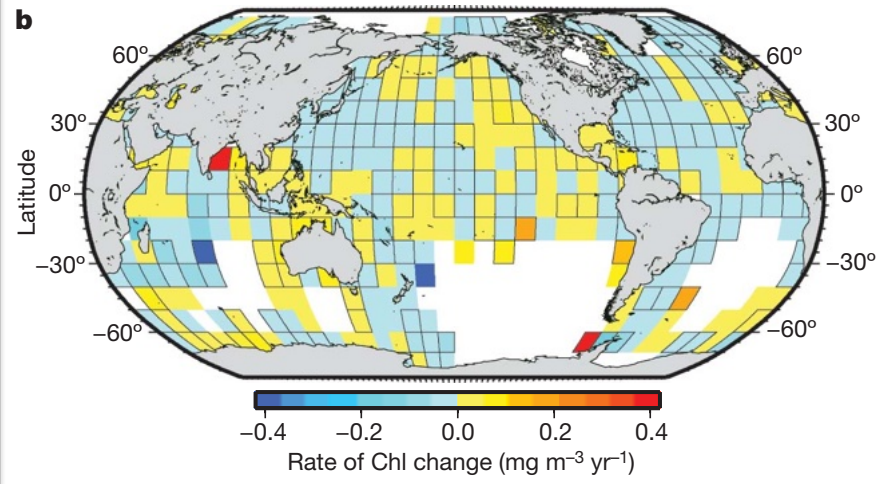 b
60º 60º
30º 30º
Latitude
0º 0º
−30º −30º
−60º −60º
−0.4 −0.2 0.0 0.2 0.4
Rate of Chl change (mg m⁻³ yr⁻¹)